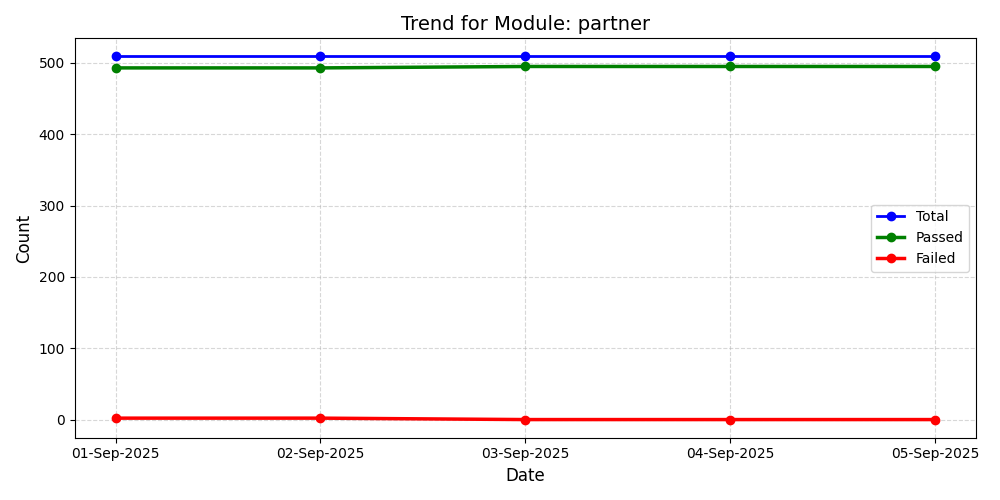 Trend for Module: partner
Count
500
400
300
200
100
0
Total
Passed
Failed
01-Sep-2025
02-Sep-2025
03-Sep-2025
04-Sep-2025
05-Sep-2025
Date